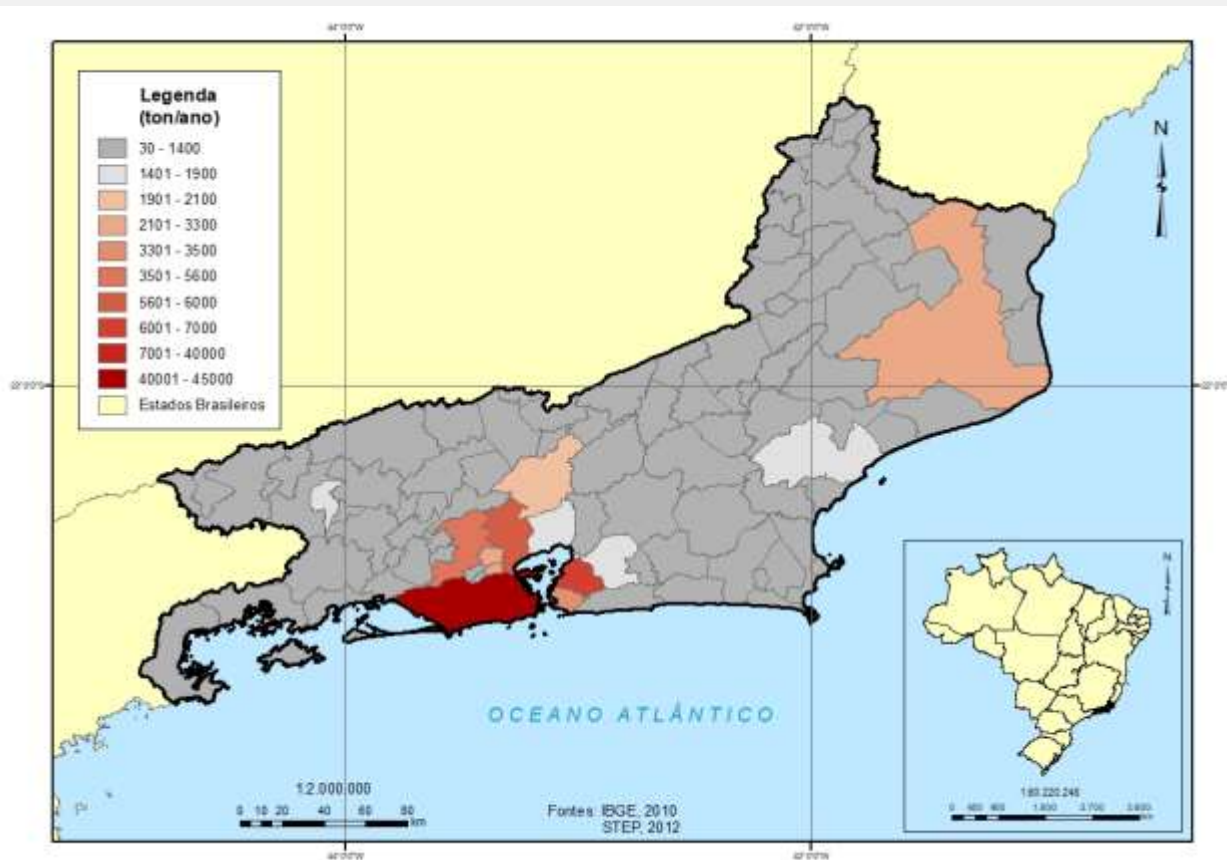 Legenda
(ton/ano)
30 - 1400
1401 - 1900
1901 - 2100
2101 - 3300
3301 - 3500
3501 - 5600
5601 - 6000
6001 - 7000
7001 - 40000
40001 - 45000
Estados Brasileiros
N
N
OCEANO ATLÂNTICO
1:2.000.000
0 10 20 40 60 80
km
Fontes: IBGE, 2010
STEP, 2012